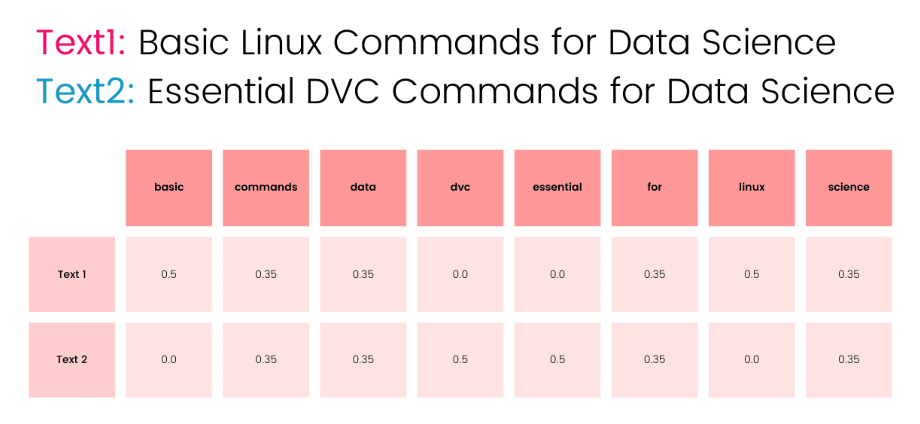 Text1: Basic Linux Commands for Data Science
Text2: Essential DVC Commands for Data Science
basic commands data dvc essential for linux science
Text 1 0.5 0.35 0.35 0.0 0.0 0.35 0.5 0.35
Text 2 0.0 0.35 0.35 0.5 0.5 0.35 0.0 0.35